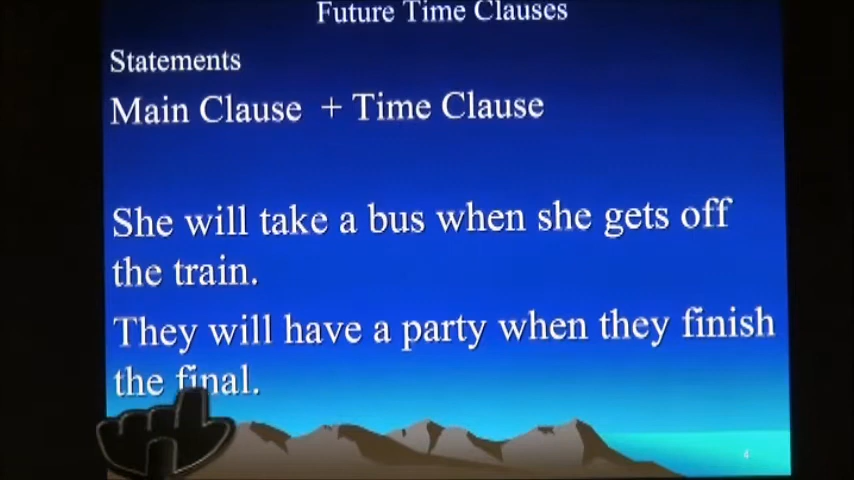 Future Time Clauses
Statements
Main Clause + Time Clause
She will take a bus when she gets off
the train.
They will have a party when they finish
the final.
4